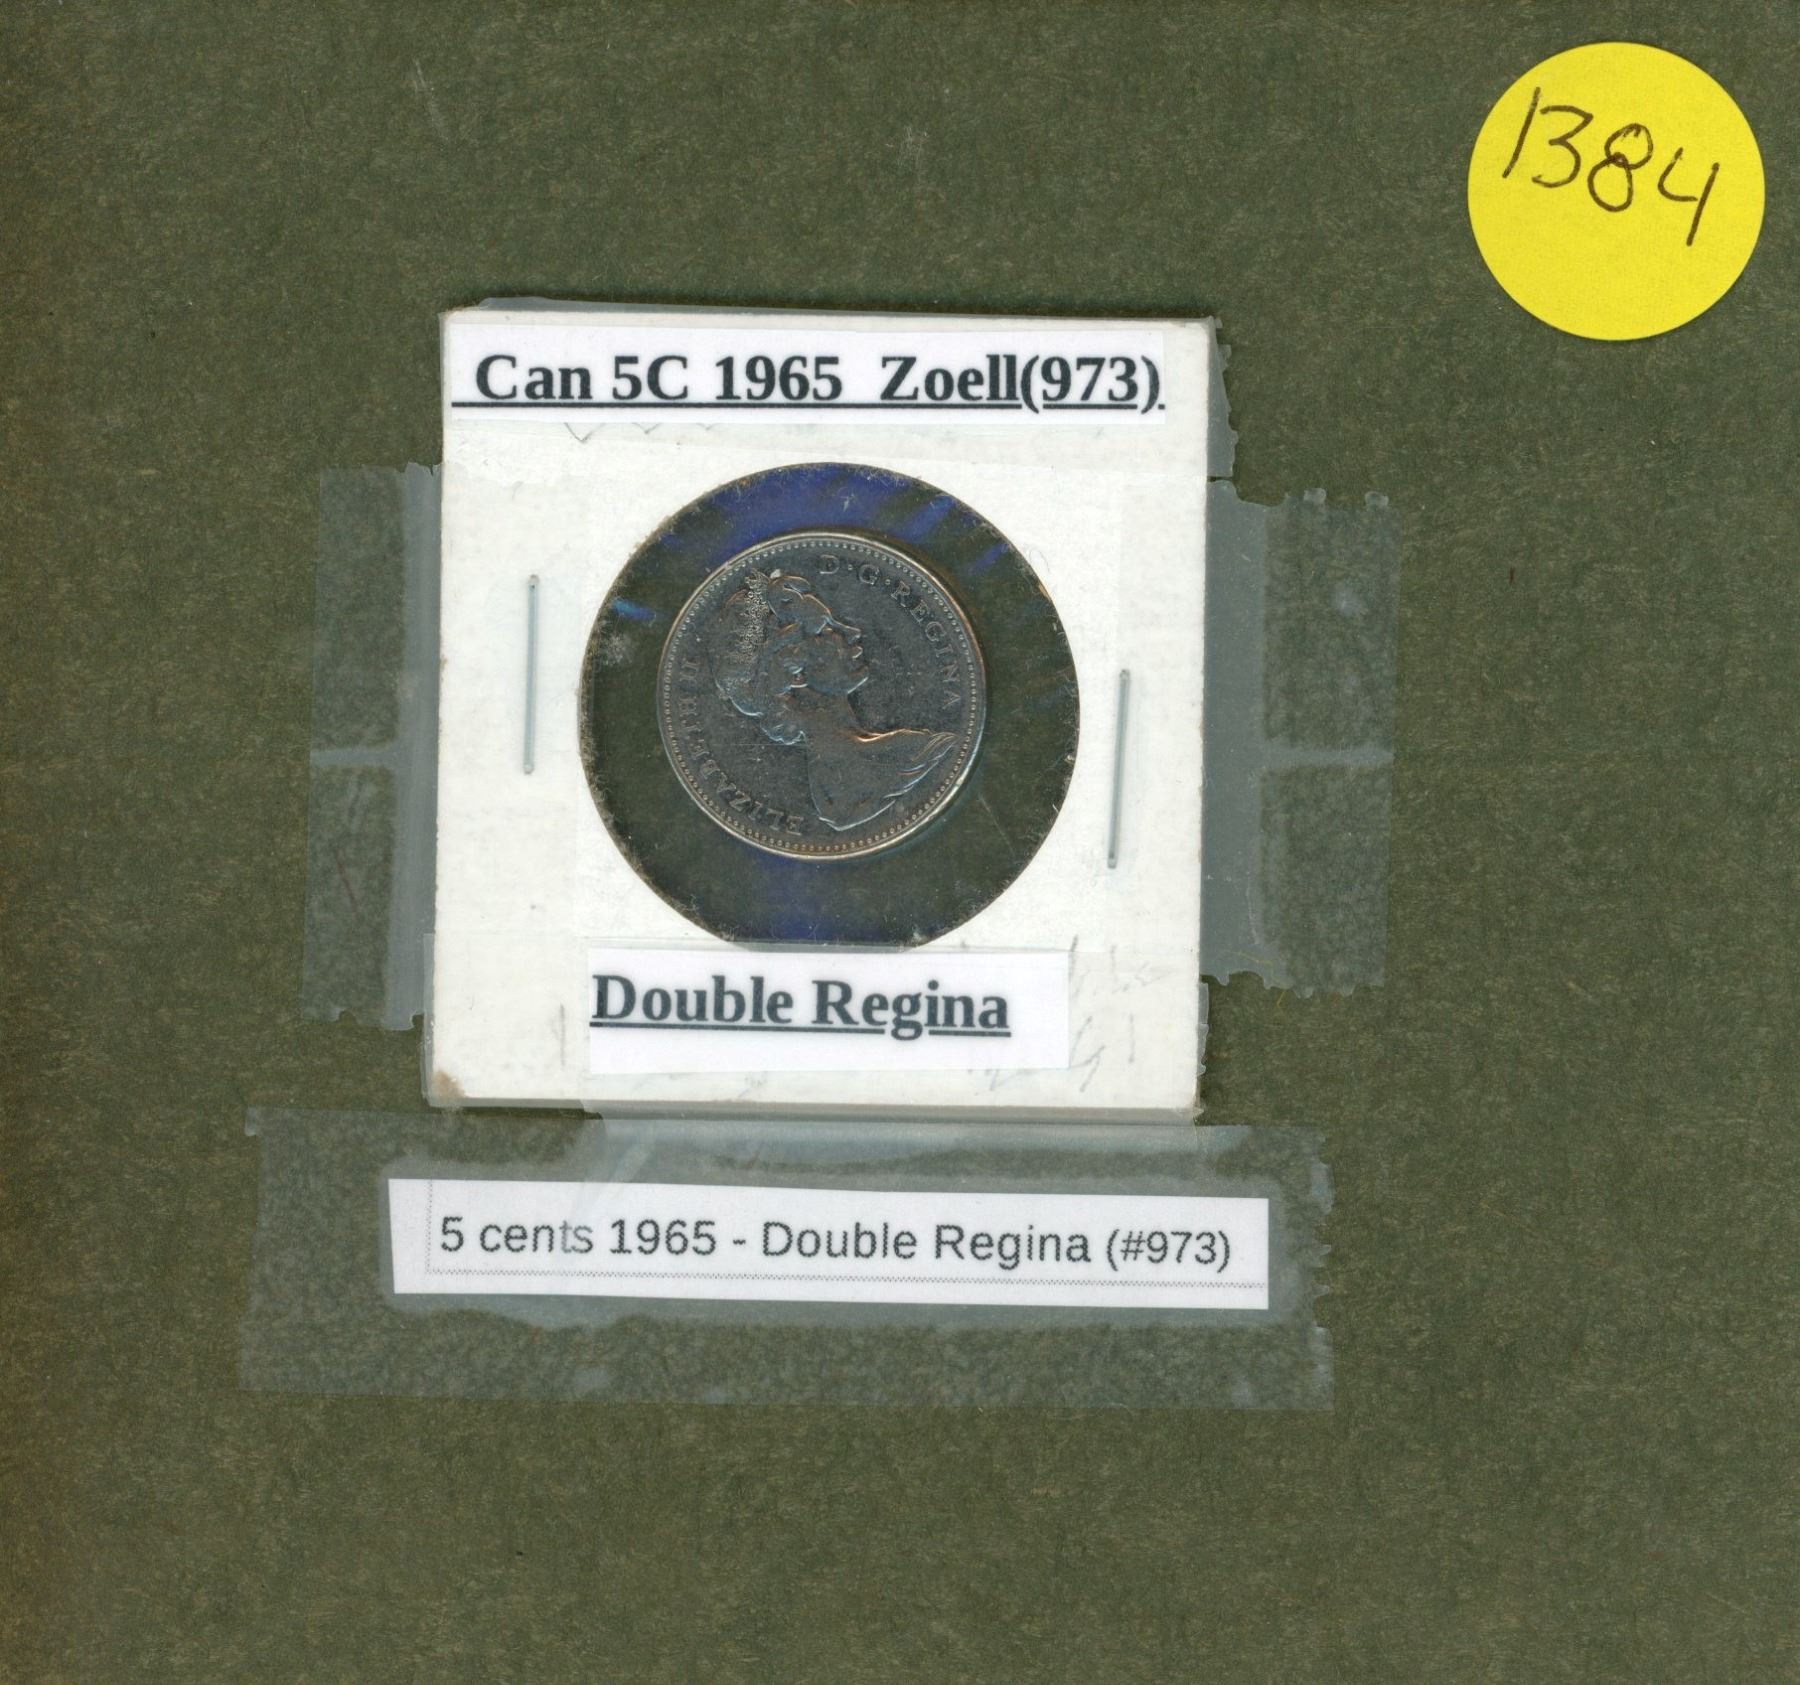 1384
Can 5C 1965 Zoell(973)
ELIZABETH II D·G·REGINA
Double Regina
5 cents 1965 - Double Regina (#973)